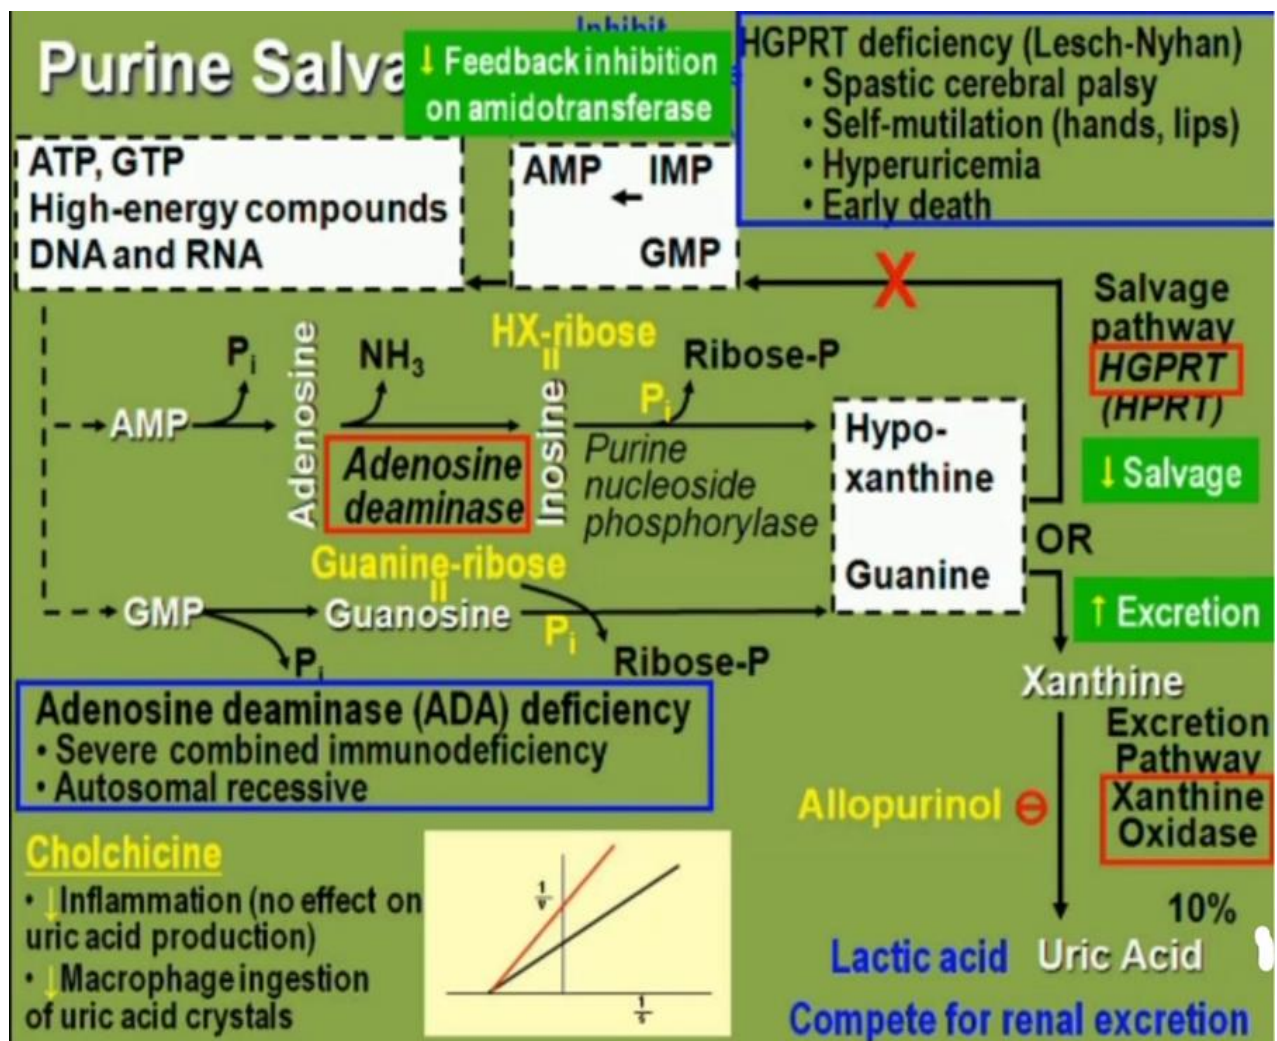 Purine Salva
Inhibit
↓ Feedback inhibition
on amidotransferase
HGPRT deficiency (Lesch-Nyhan)
• Spastic cerebral palsy
• Self-mutilation (hands, lips)
• Hyperuricemia
• Early death
ATP, GTP
High-energy compounds
DNA and RNA
AMP ← IMP
GMP
X
Salvage
pathway
HGPRT
(HPRT)
↓ Salvage
HX-ribose
=
Pi
Adenosine
NH3
Inosine
Pi
Ribose-P
AMP
Adenosine
deaminase
Purine
nucleoside
phosphorylase
Hypo-
xanthine
Guanine
OR
↑ Excretion
Guanine-ribose
=
GMP
Guanosine
Pi
Pi
Ribose-P
Xanthine
Excretion
Pathway
Xanthine
Oxidase
Allopurinol ⊖
10%
Lactic acid Uric Acid
Compete for renal excretion
Adenosine deaminase (ADA) deficiency
• Severe combined immunodeficiency
• Autosomal recessive
Cholchicine
• ↓Inflammation (no effect on
uric acid production)
• ↓Macrophage ingestion
of uric acid crystals
1/V
1/S